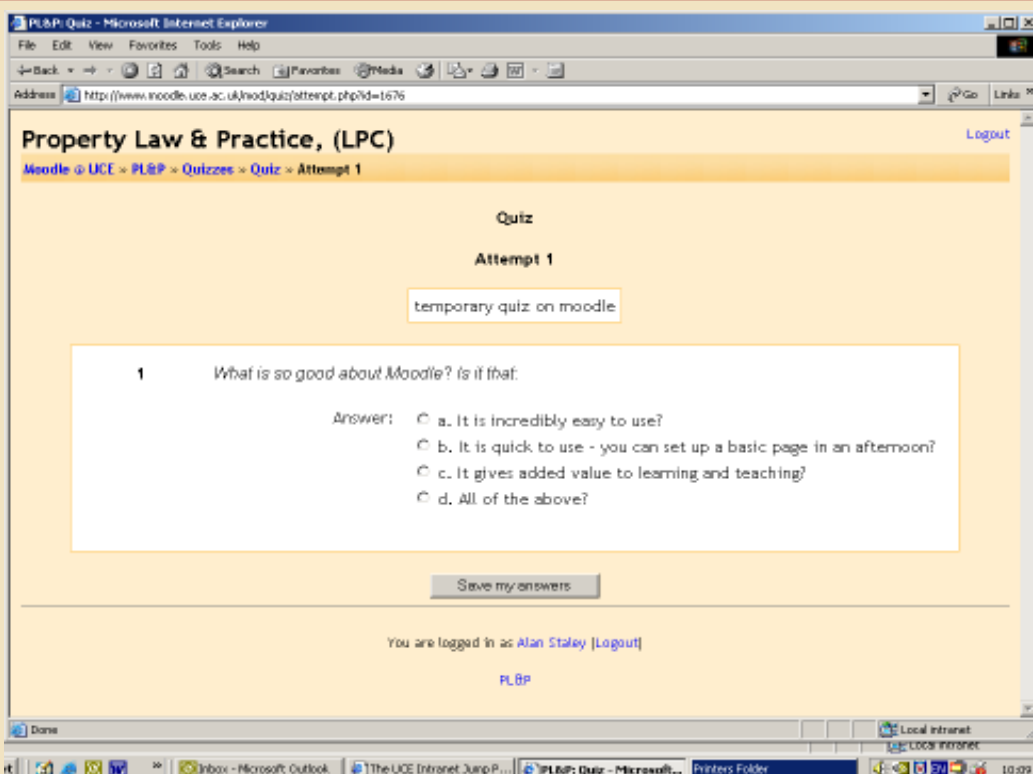 PL&P: Quiz - Microsoft Internet Explorer
File Edit View Favorites Tools Help
Back Search Favorites Media
Address http://www.moodle.uce.ac.uk/mod/quiz/attempt.php?id=1676 Go Links
Property Law & Practice, (LPC) Logout
Moodle @ UCE » PL&P » Quizzes » Quiz » Attempt 1
Quiz
Attempt 1
temporary quiz on moodle
1 What is so good about Moodle? Is it that:
Answer: a. It is incredibly easy to use?
b. It is quick to use - you can set up a basic page in an afternoon?
c. It gives added value to learning and teaching?
d. All of the above?
Save my answers
You are logged in as Alan Staley (Logout)
PL&P
Done Local intranet
Local intranet
Inbox - Microsoft Outlook The UCE Intranet Jump P... PL&P: Quiz - Microsoft... Printers Folder